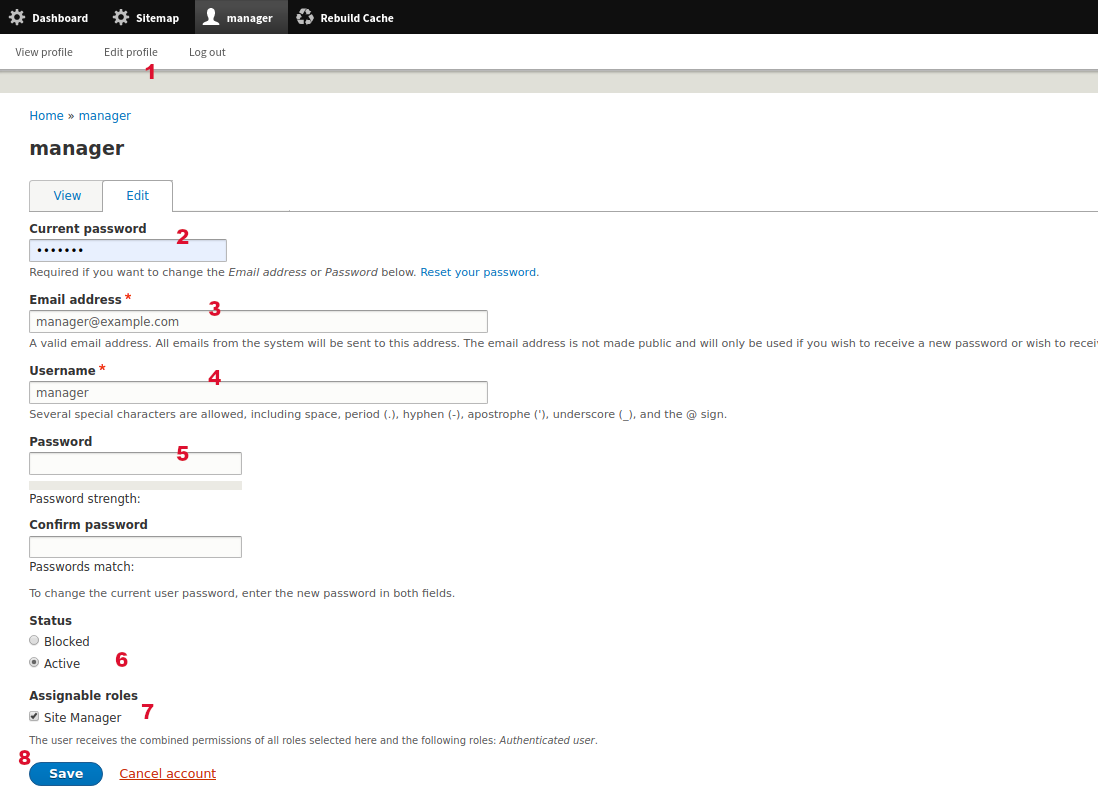 Dashboard Sitemap manager Rebuild Cache
View profile Edit profile Log out
1
Home » manager
manager
View Edit
Current password
2
•••••••
Required if you want to change the Email address or Password below. Reset your password.
Email address *
3
manager@example.com
A valid email address. All emails from the system will be sent to this address. The email address is not made public and will only be used if you wish to receive a new password or wish to recei
Username *
4
manager
Several special characters are allowed, including space, period (.), hyphen (-), apostrophe ('), underscore (_), and the @ sign.
Password
5
Password strength:
Confirm password
Passwords match:
To change the current user password, enter the new password in both fields.
Status
Blocked
Active
6
Assignable roles
Site Manager
7
The user receives the combined permissions of all roles selected here and the following roles: Authenticated user.
8
Save Cancel account